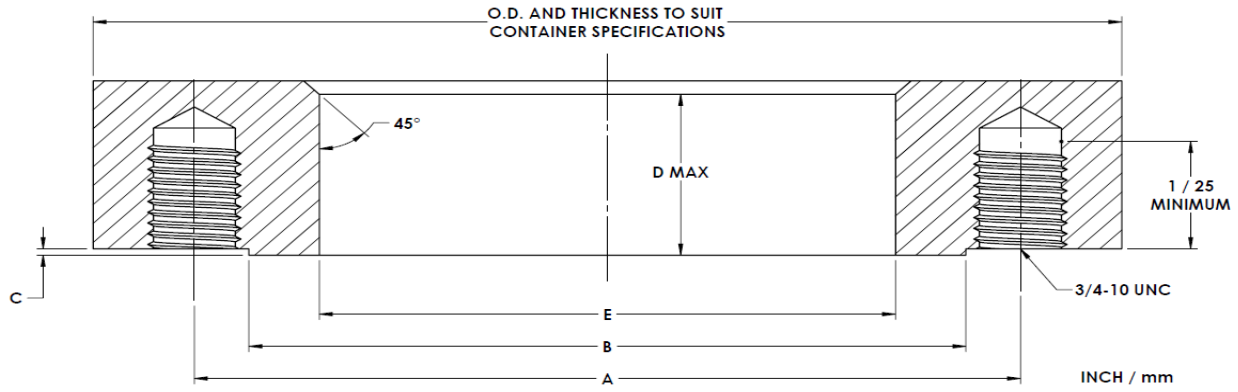 O.D. AND THICKNESS TO SUIT
CONTAINER SPECIFICATIONS
45°
D MAX
1 / 25
MINIMUM
C
3/4-10 UNC
E
B
A
INCH / mm